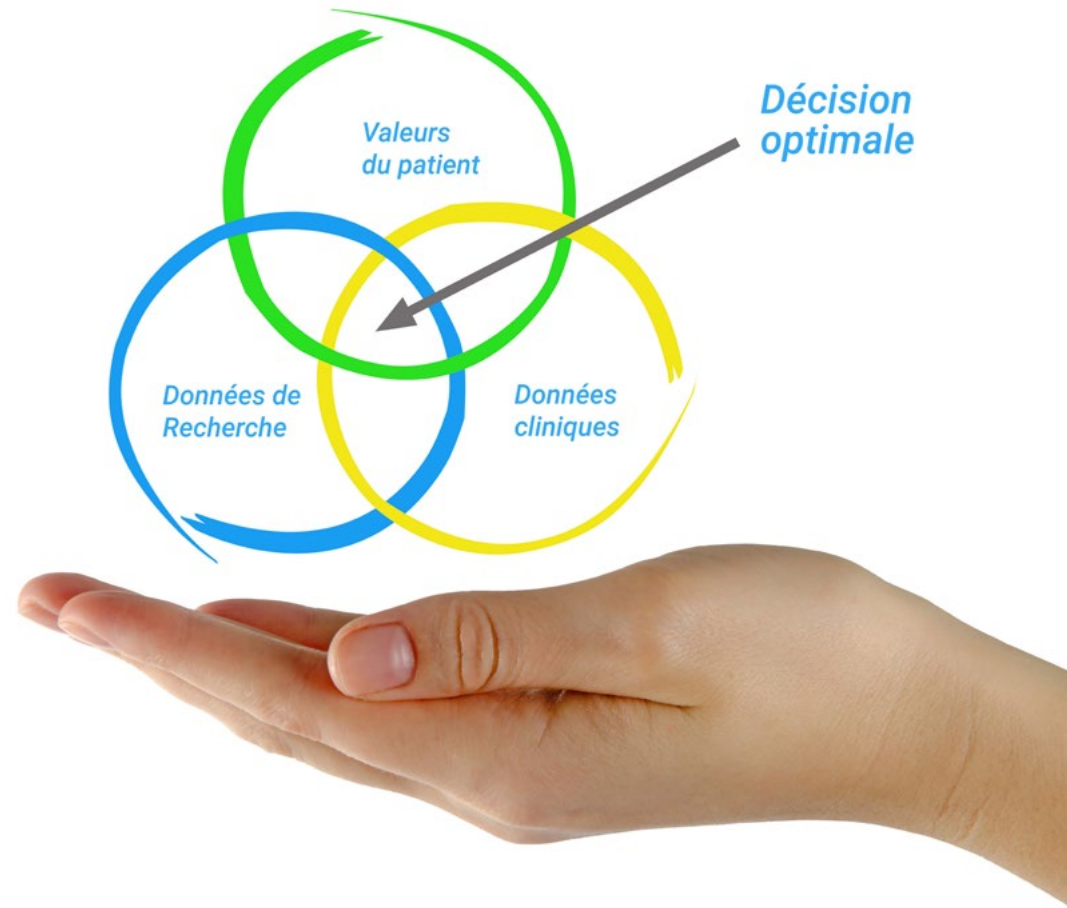 Valeurs
du patient
Décision
optimale
Données de
Recherche
Données
cliniques